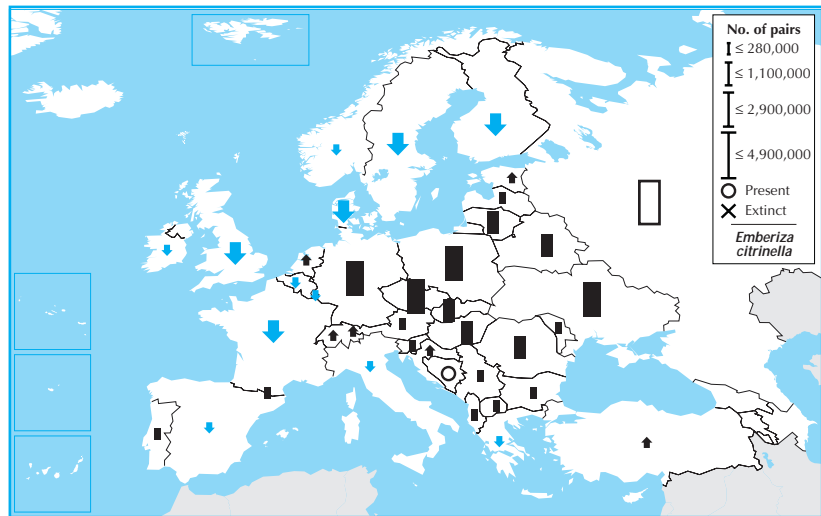 No. of pairs
≤ 280,000
≤ 1,100,000
≤ 2,900,000
≤ 4,900,000
Present
Extinct
Emberiza
citrinella